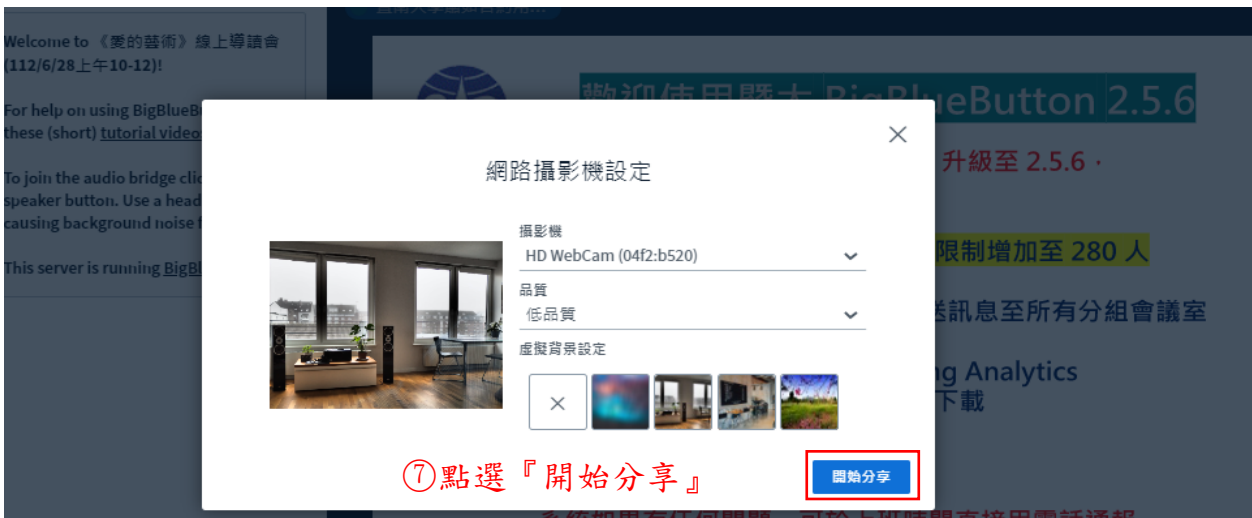 Welcome to 《愛的藝術》線上導讀會
(112/6/28上午10-12)!
For help on using BigBlueB
these (short) tutorial video
To join the audio bridge clic
speaker button. Use a head
causing background noise f
This server is running BigBl
歡迎使用暨大 BigBlueButton 2.5.6
升級至 2.5.6，
限制增加至 280 人
送訊息至所有分組會議室
ng Analytics
下載
網路攝影機設定
攝影機
HD WebCam (04f2:b520)
品質
低品質
虛擬背景設定
⑦點選『開始分享』
開始分享